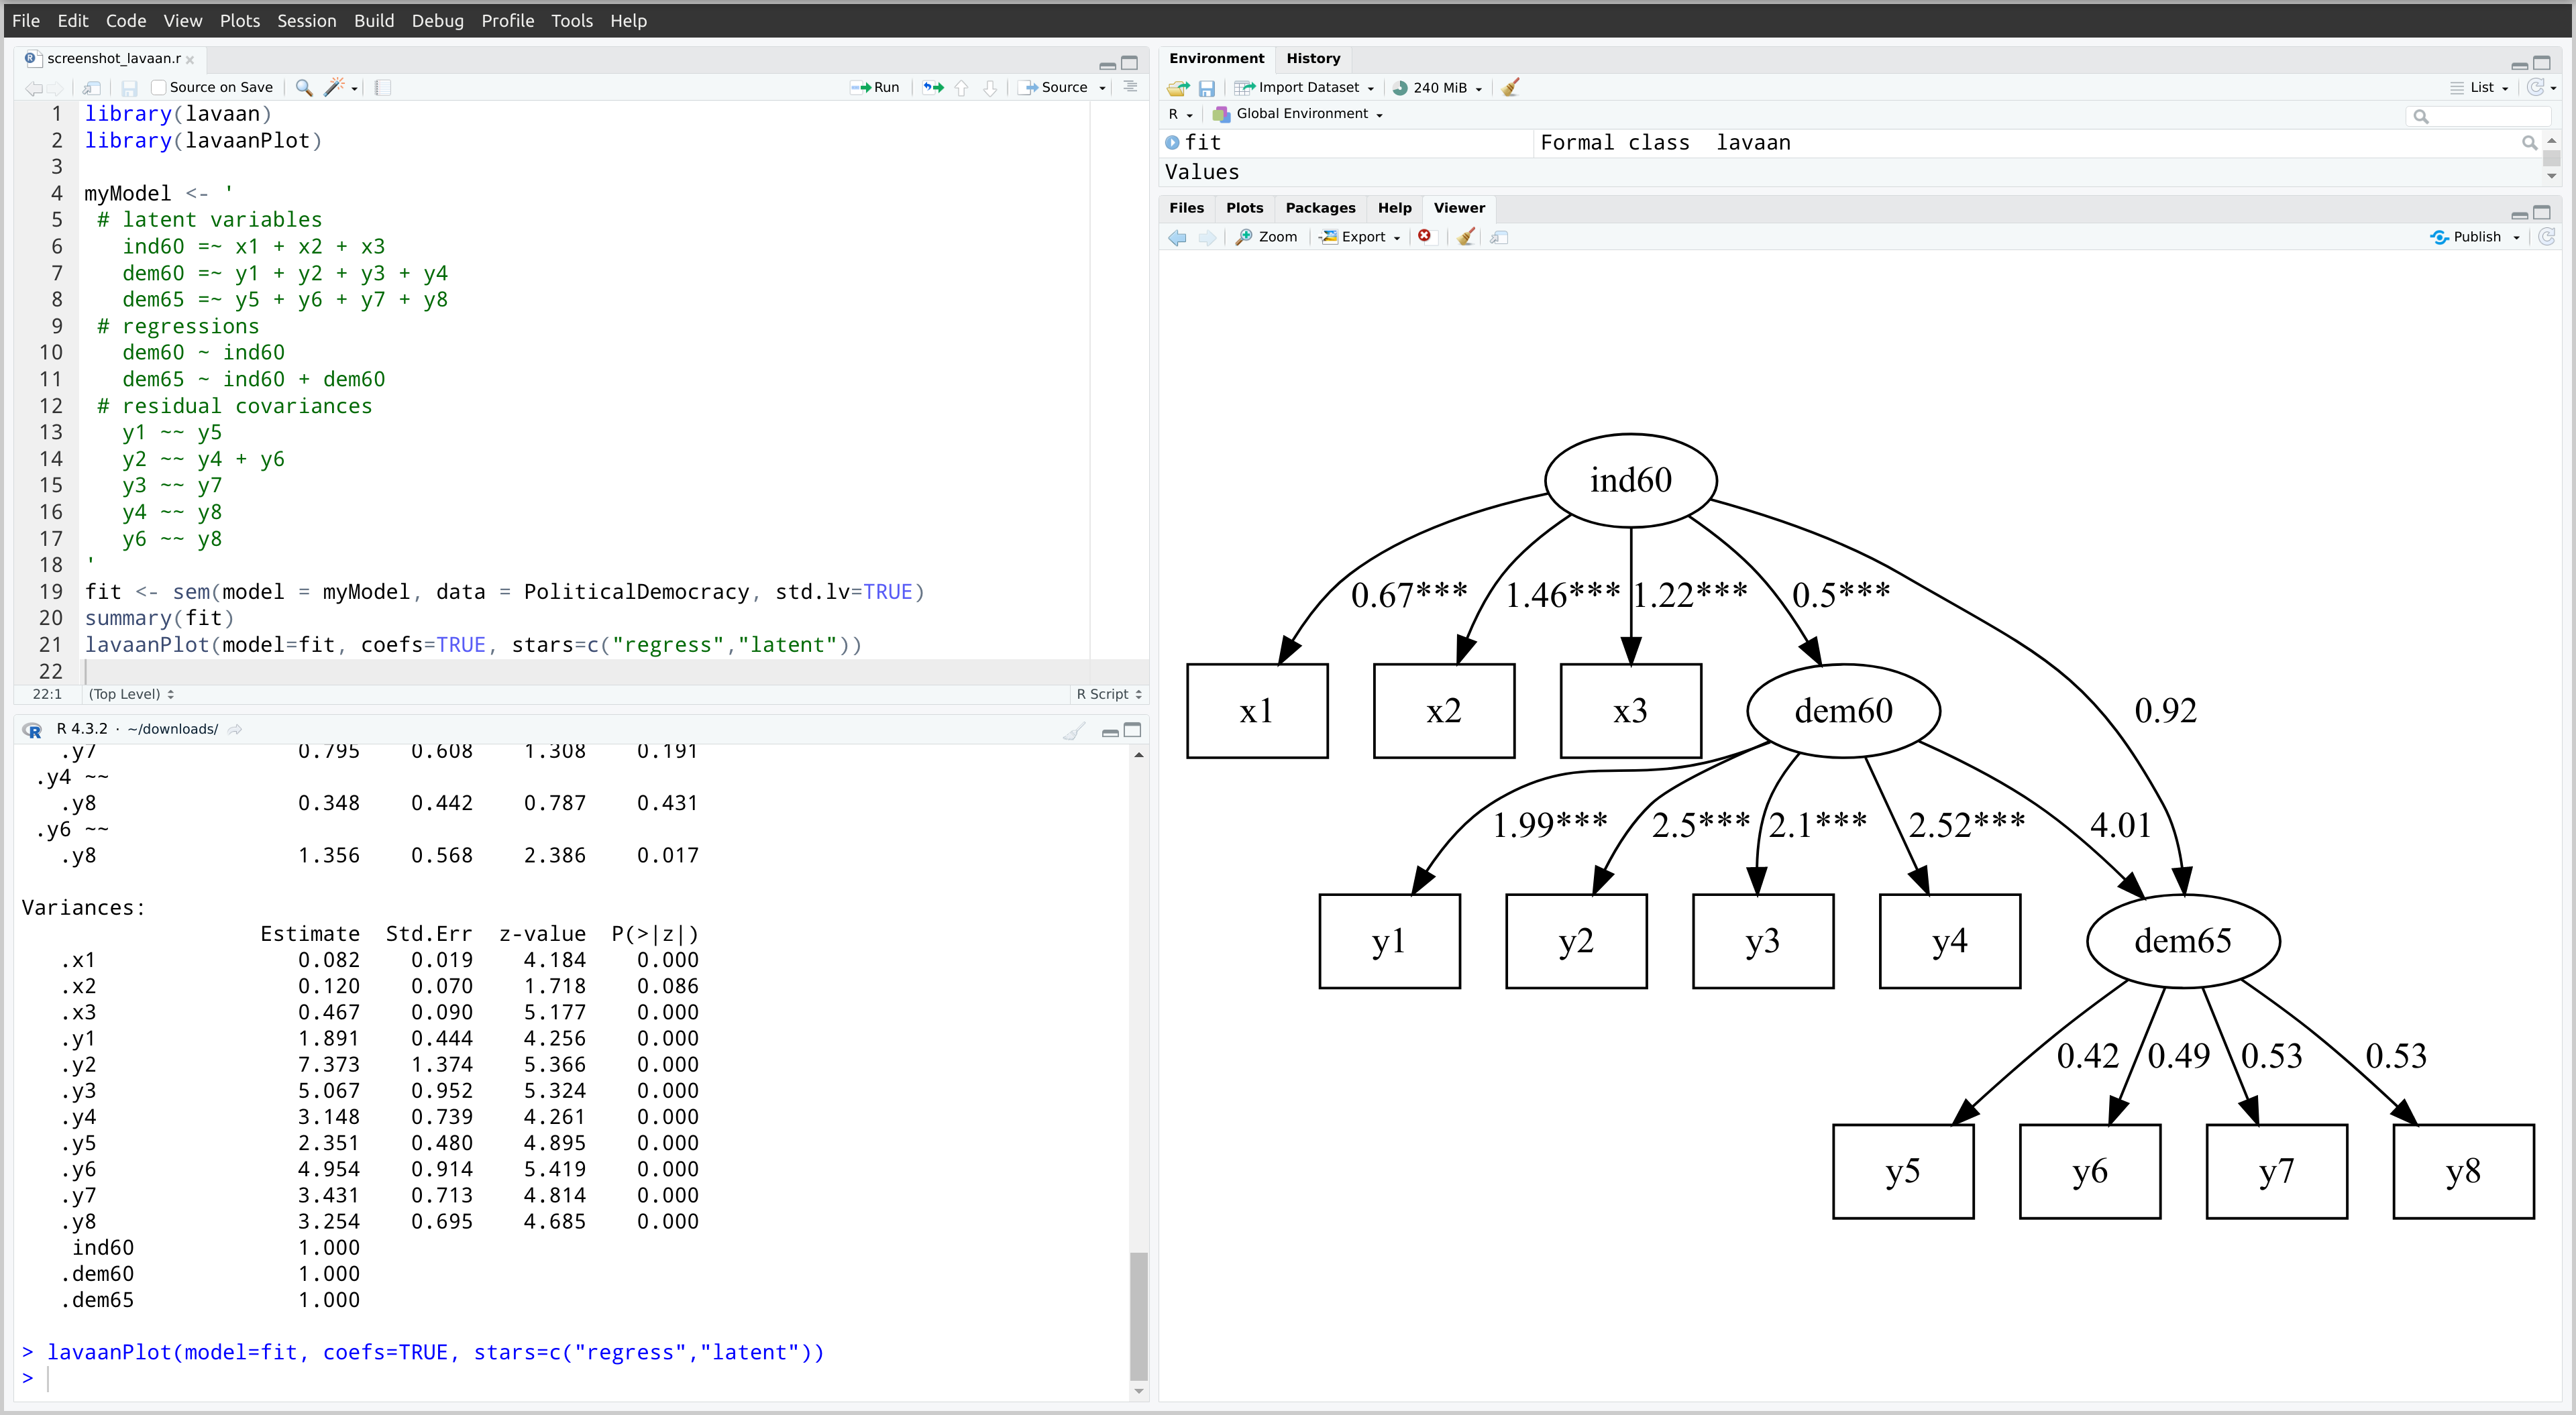 File Edit Code View Plots Session Build Debug Profile Tools Help
screenshot_lavaan.r
Source on Save Run Source
1 library(lavaan)
2 library(lavaanPlot)
3
4 myModel <- '
5 # latent variables
6 ind60 =~ x1 + x2 + x3
7 dem60 =~ y1 + y2 + y3 + y4
8 dem65 =~ y5 + y6 + y7 + y8
9 # regressions
10 dem60 ~ ind60
11 dem65 ~ ind60 + dem60
12 # residual covariances
13 y1 ~~ y5
14 y2 ~~ y4 + y6
15 y3 ~~ y7
16 y4 ~~ y8
17 y6 ~~ y8
18 '
19 fit <- sem(model = myModel, data = PoliticalDemocracy, std.lv=TRUE)
20 summary(fit)
21 lavaanPlot(model=fit, coefs=TRUE, stars=c("regress","latent"))
22
22:1 (Top Level) R Script
R 4.3.2 · ~/downloads/
.y7 0.795 0.608 1.308 0.191
.y4 ~~
.y8 0.348 0.442 0.787 0.431
.y6 ~~
.y8 1.356 0.568 2.386 0.017
Variances:
Estimate Std.Err z-value P(>|z|)
.x1 0.082 0.019 4.184 0.000
.x2 0.120 0.070 1.718 0.086
.x3 0.467 0.090 5.177 0.000
.y1 1.891 0.444 4.256 0.000
.y2 7.373 1.374 5.366 0.000
.y3 5.067 0.952 5.324 0.000
.y4 3.148 0.739 4.261 0.000
.y5 2.351 0.480 4.895 0.000
.y6 4.954 0.914 5.419 0.000
.y7 3.431 0.713 4.814 0.000
.y8 3.254 0.695 4.685 0.000
ind60 1.000
.dem60 1.000
.dem65 1.000
> lavaanPlot(model=fit, coefs=TRUE, stars=c("regress","latent"))
>
Environment History
Import Dataset 240 MiB List
R Global Environment
fit Formal class lavaan
Values
Files Plots Packages Help Viewer
Zoom Export Publish
ind60
0.67*** 1.46*** 1.22*** 0.5***
x1 x2 x3 dem60 0.92
1.99*** 2.5*** 2.1*** 2.52*** 4.01
y1 y2 y3 y4 dem65
0.42 0.49 0.53 0.53
y5 y6 y7 y8